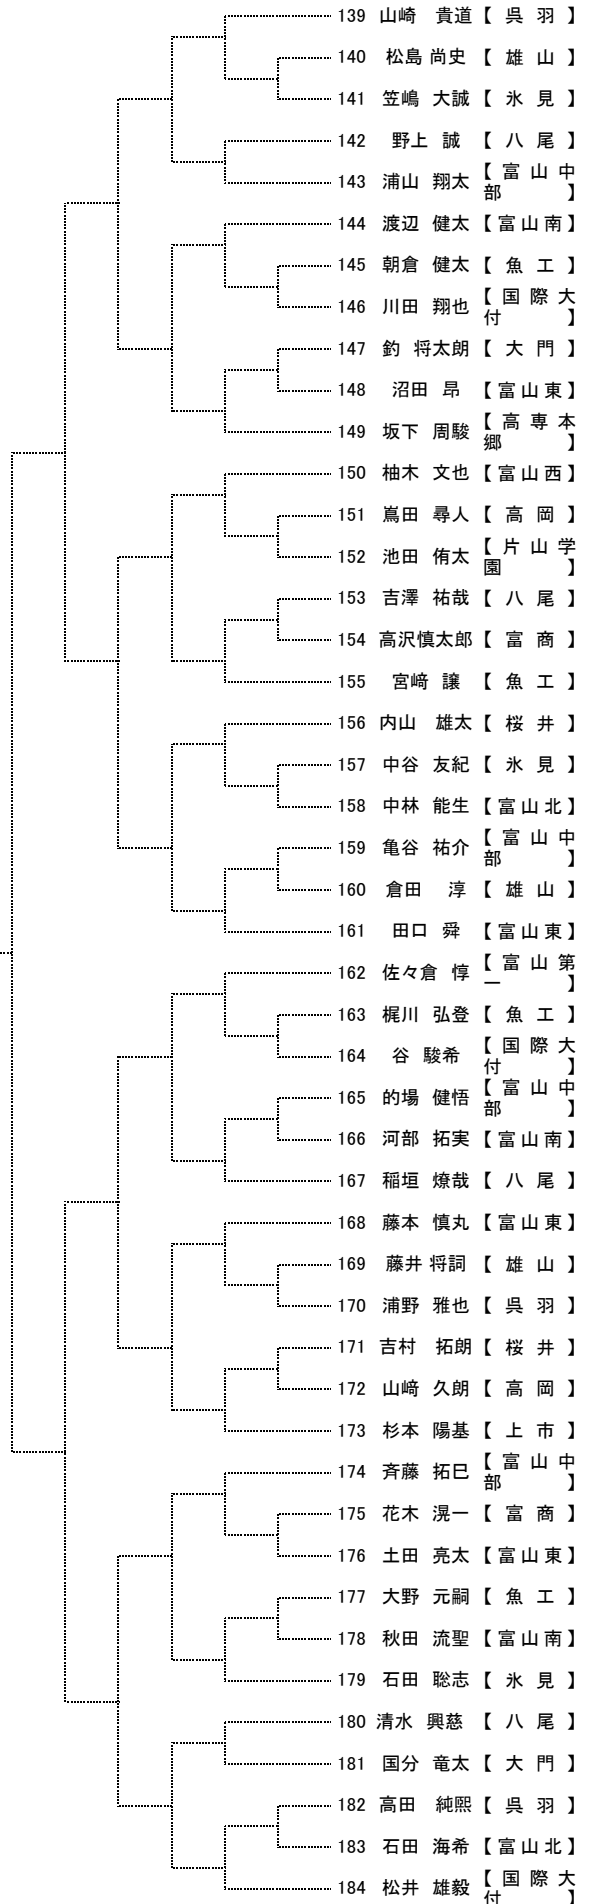 139 山崎 貴道 【 呉 羽 】
140 松島 尚史 【 雄 山 】
141 笠嶋 大誠 【 氷 見 】
142 野上 誠 【 八 尾 】
143 浦山 翔太 【 富 山 中 部 】
144 渡辺 健太 【 富 山 南 】
145 朝倉 健太 【 魚 工 】
146 川田 翔也 【 国 際 大 付 】
147 釣 将太朗 【 大 門 】
148 沼田 昂 【 富 山 東 】
149 坂下 周駿 【 高 専 本 郷 】
150 柚木 文也 【 富 山 西 】
151 嶌田 尋人 【 高 岡 】
152 池田 侑太 【 片 山 学 園 】
153 吉澤 祐哉 【 八 尾 】
154 高沢慎太郎 【 富 商 】
155 宮﨑 譲 【 魚 工 】
156 内山 雄太 【 桜 井 】
157 中谷 友紀 【 氷 見 】
158 中林 能生 【 富 山 北 】
159 亀谷 祐介 【 富 山 中 部 】
160 倉田 淳 【 雄 山 】
161 田口 舜 【 富 山 東 】
162 佐々倉 惇 【 富 山 第 一 】
163 梶川 弘登 【 魚 工 】
164 谷 駿希 【 国 際 大 付 】
165 的場 健悟 【 富 山 中 部 】
166 河部 拓実 【 富 山 南 】
167 稲垣 燎哉 【 八 尾 】
168 藤本 慎丸 【 富 山 東 】
169 藤井 将詞 【 雄 山 】
170 浦野 雅也 【 呉 羽 】
171 吉村 拓朗 【 桜 井 】
172 山﨑 久朗 【 高 岡 】
173 杉本 陽基 【 上 市 】
174 斉藤 拓巳 【 富 山 中 部 】
175 花木 滉一 【 富 商 】
176 土田 亮太 【 富 山 東 】
177 大野 元嗣 【 魚 工 】
178 秋田 流聖 【 富 山 南 】
179 石田 聡志 【 氷 見 】
180 清水 興慈 【 八 尾 】
181 国分 竜太 【 大 門 】
182 高田 純熙 【 呉 羽 】
183 石田 海希 【 富 山 北 】
184 松井 雄毅 【 国 際 大 付 】